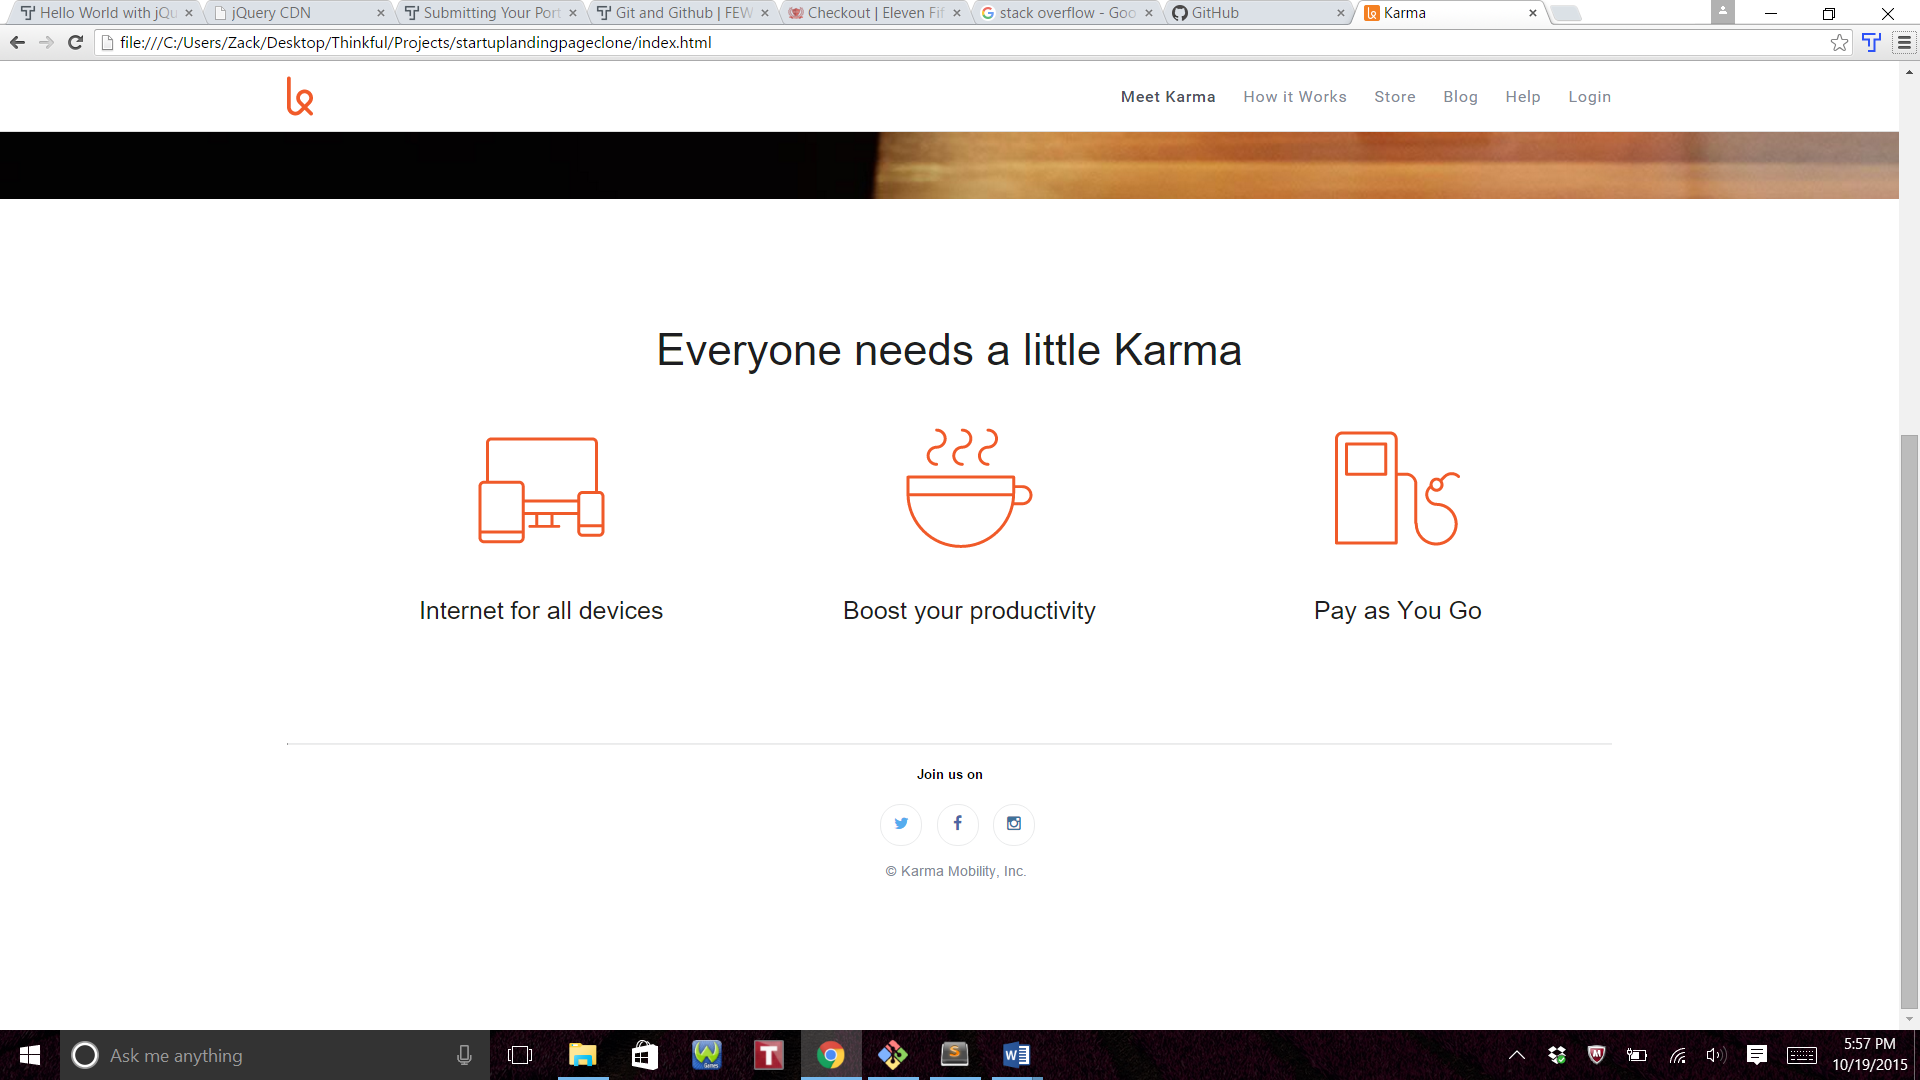 Hello World with jQu
jQuery CDN
Submitting Your Port
Git and Github | FEW
Checkout | Eleven Fif
stack overflow - Goo
GitHub
Karma
file:///C:/Users/Zack/Desktop/Thinkful/Projects/startuplandingpageclone/index.html
Meet Karma How it Works Store Blog Help Login
Everyone needs a little Karma
Internet for all devices
Boost your productivity
Pay as You Go
Join us on
© Karma Mobility, Inc.
Ask me anything
5:57 PM
10/19/2015